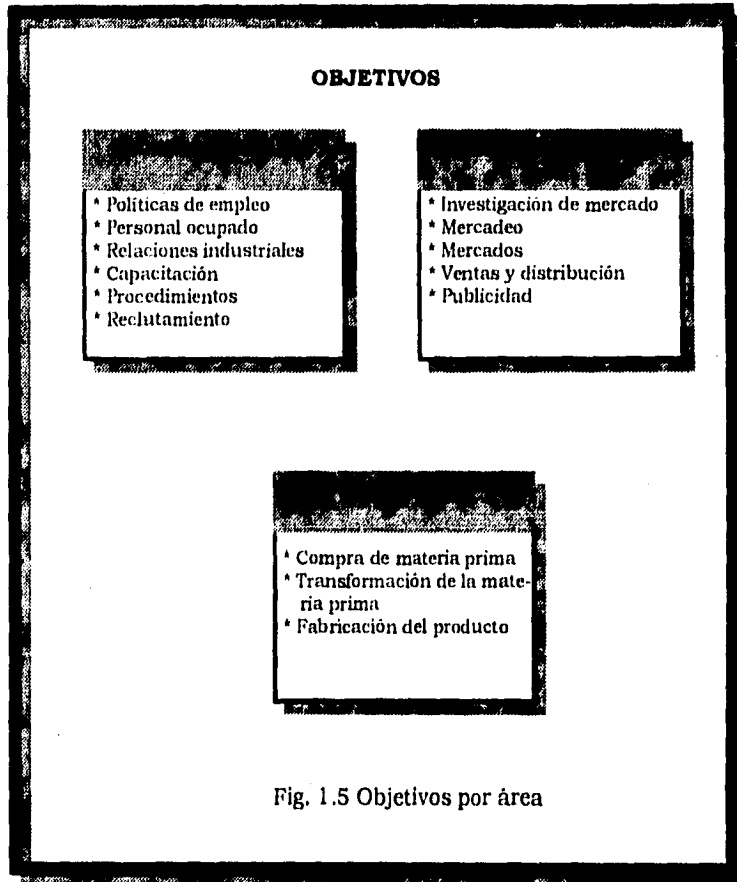 OBJETIVOS
* Políticas de empleo
* Personal ocupado
* Relaciones industriales
* Capacitación
* Procedimientos
* Reclutamiento
* Investigación de mercado
* Mercadeo
* Mercados
* Ventas y distribución
* Publicidad
* Compra de materia prima
* Transformación de la mate-
ria prima
* Fabricación del producto
Fig. 1.5 Objetivos por área